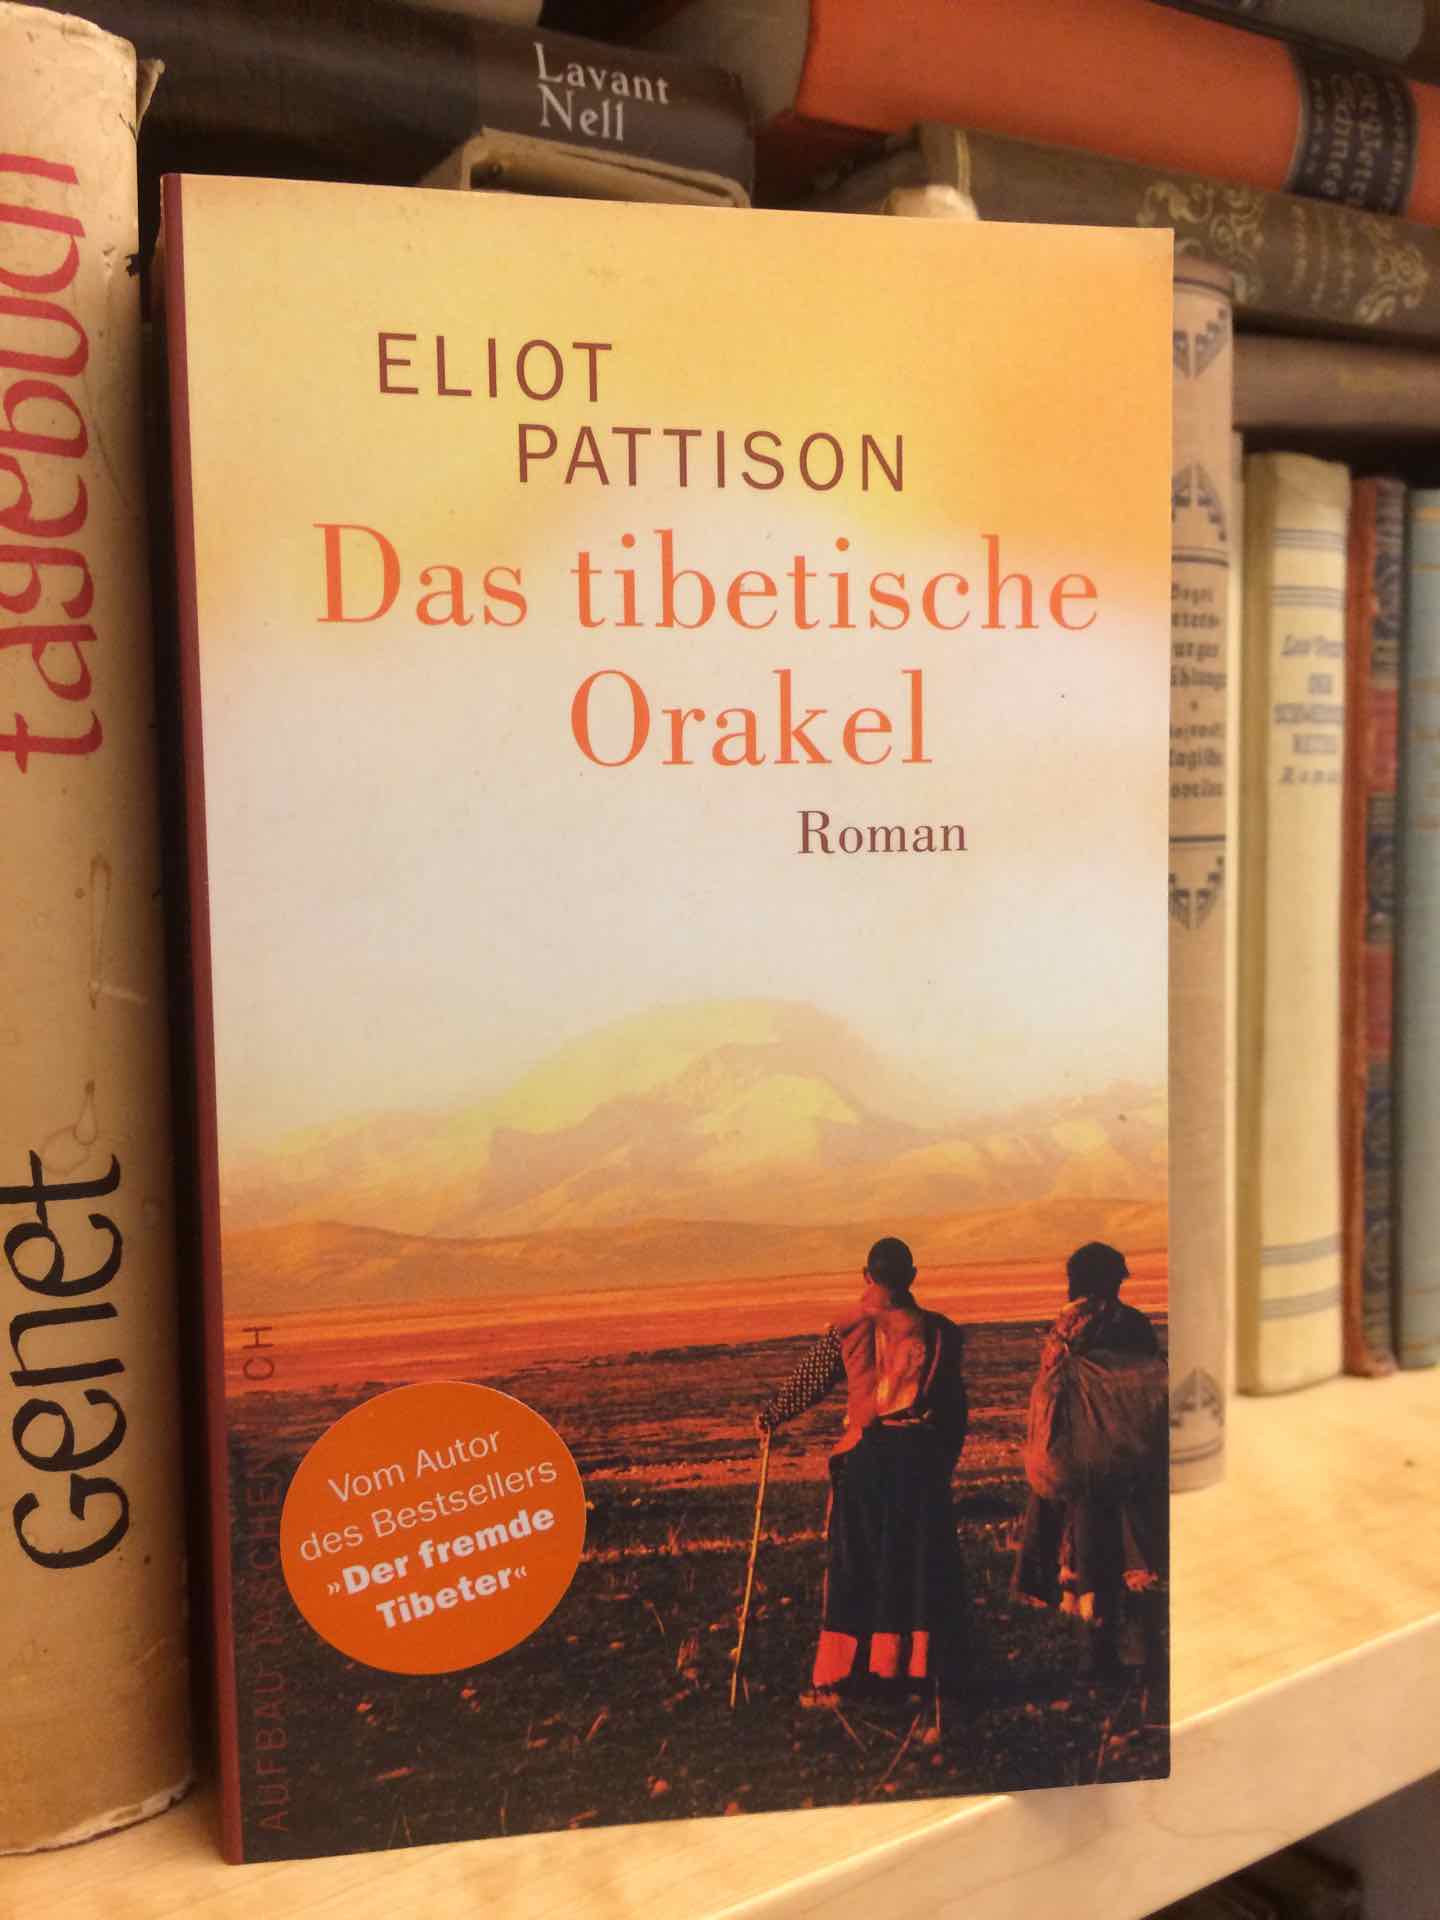 Lavant
Nell
tagebuch
Genet
ELIOT
PATTISON
Das tibetische
Orakel
Roman
Vom Autor
des Bestsellers
»Der fremde
Tibeter«
AUFBAU TASCHENBUCH